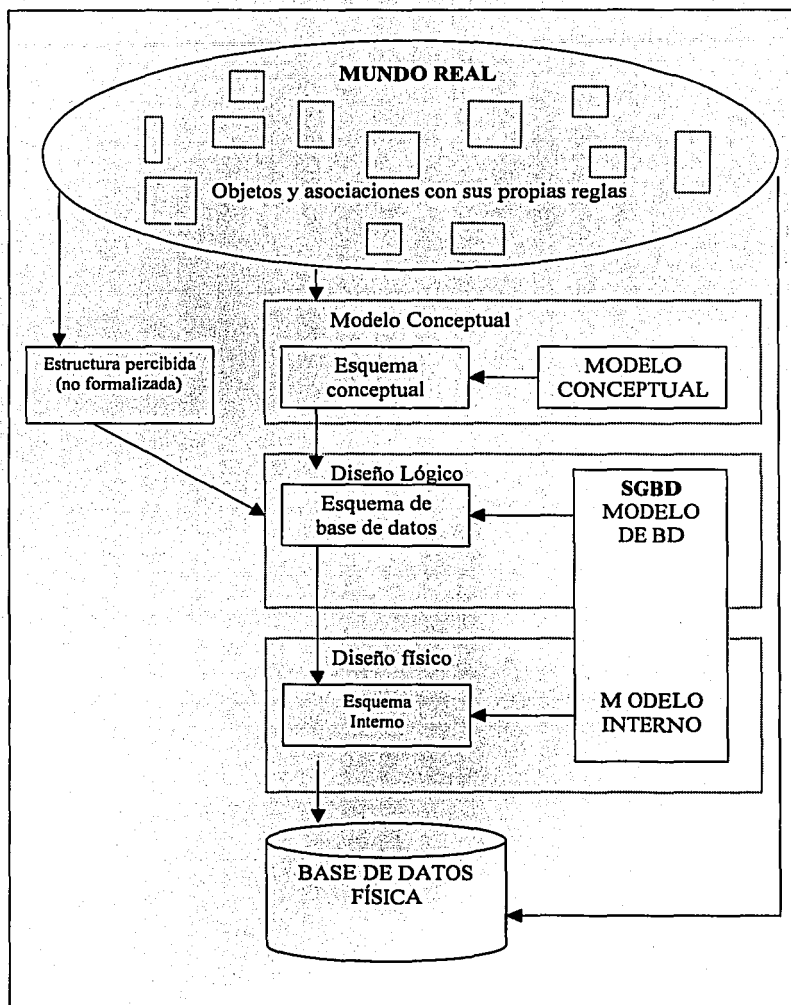 MUNDO REAL
Objetos y asociaciones con sus propias reglas
Modelo Conceptual
Estructura percibida
(no formalizada)
Esquema
conceptual
MODELO
CONCEPTUAL
Diseño Lógico
Esquema de
base de datos
SGBD
MODELO
DE BD
Diseño físico
Esquema
Interno
M ODELO
INTERNO
BASE DE DATOS
FÍSICA